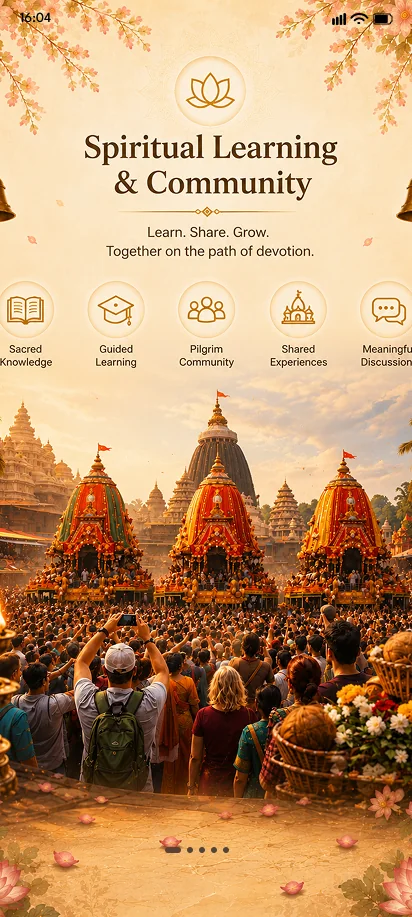 16:04
Spiritual Learning
& Community
Learn. Share. Grow.
Together on the path of devotion.
Sacred
Knowledge
Guided
Learning
Pilgrim
Community
Shared
Experiences
Meaningfu
Discussion